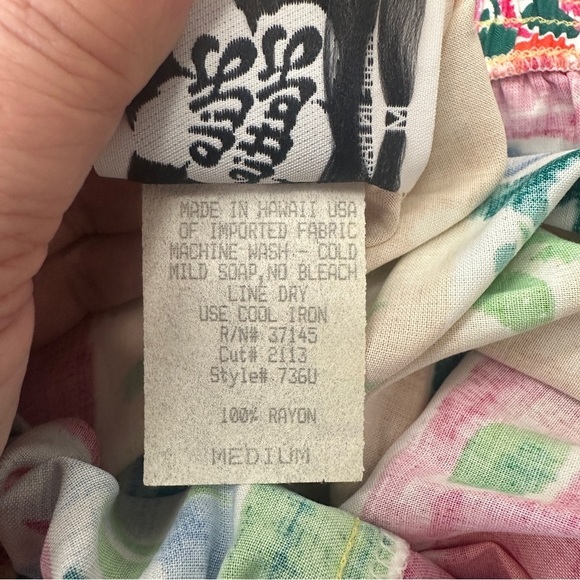 M
MADE IN HAWAII USA
OF IMPORTED FABRIC
MACHINE WASH - COLD
MILD SOAP, NO BLEACH
LINE DRY
USE COOL IRON
R/N# 37145
Cut# 2113
Style# 736U
100% RAYON
MEDIUM